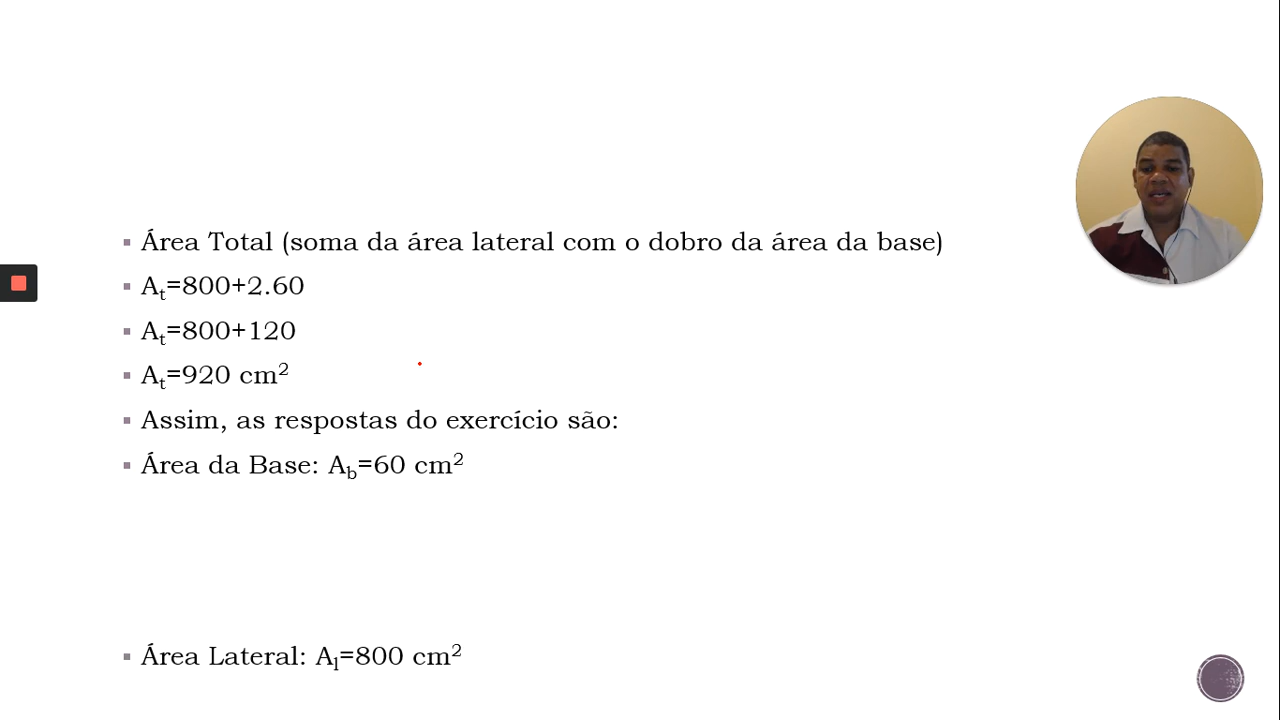 Área Total (soma da área lateral com o dobro da área da base)
Aₜ=800+2.60
Aₜ=800+120
Aₜ=920 cm²
Assim, as respostas do exercício são:
Área da Base: A_b=60 cm²
Área Lateral: Aₗ=800 cm²